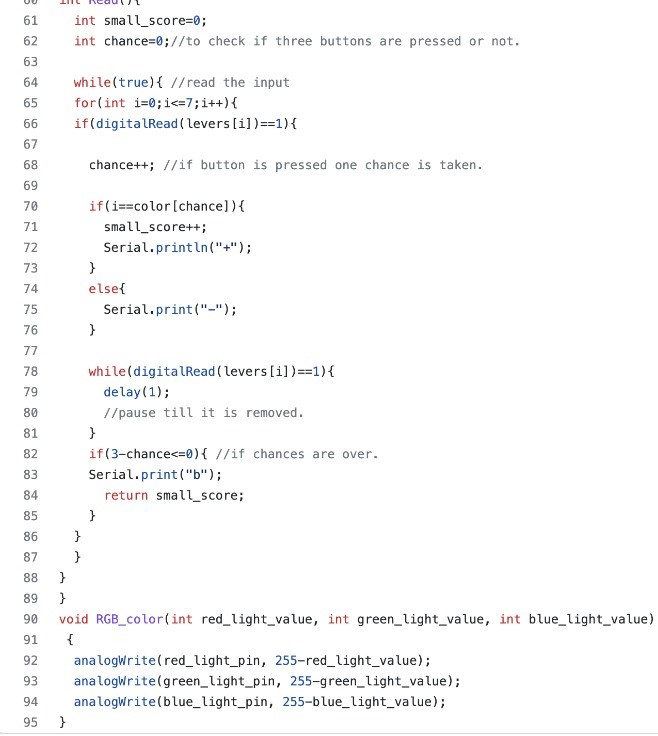 60 int Read(){
61 int small_score=0;
62 int chance=0;//to check if three buttons are pressed or not.
63
64 while(true){ //read the input
65 for(int i=0;i<=7;i++){
66 if(digitalRead(levers[i])==1){
67
68 chance++; //if button is pressed one chance is taken.
69
70 if(i==color[chance]){
71 small_score++;
72 Serial.println("+");
73 }
74 else{
75 Serial.print("-");
76 }
77
78 while(digitalRead(levers[i])==1){
79 delay(1);
80 //pause till it is removed.
81 }
82 if(3-chance<=0){ //if chances are over.
83 Serial.print("b");
84 return small_score;
85 }
86 }
87 }
88 }
89 }
90 void RGB_color(int red_light_value, int green_light_value, int blue_light_value)
91 {
92 analogWrite(red_light_pin, 255-red_light_value);
93 analogWrite(green_light_pin, 255-green_light_value);
94 analogWrite(blue_light_pin, 255-blue_light_value);
95 }